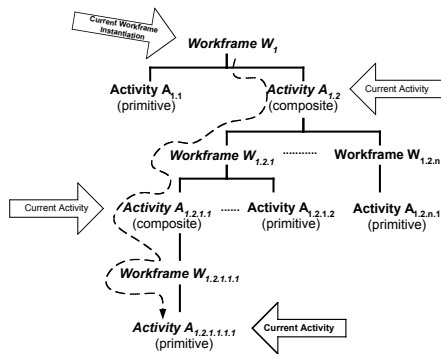 Current Workframe
Instantiation
Workframe W1
Activity A1.1
(primitive)
Activity A1.2
(composite)
Current Activity
Workframe W1.2.1
Workframe W1.2.n
Current Activity
Activity A1.2.1.1
(composite)
Activity A1.2.1.2
(primitive)
Activity A1.2.n.1
(primitive)
Workframe W1.2.1.1.1
Activity A1.2.1.1.1.1
(primitive)
Current Activity